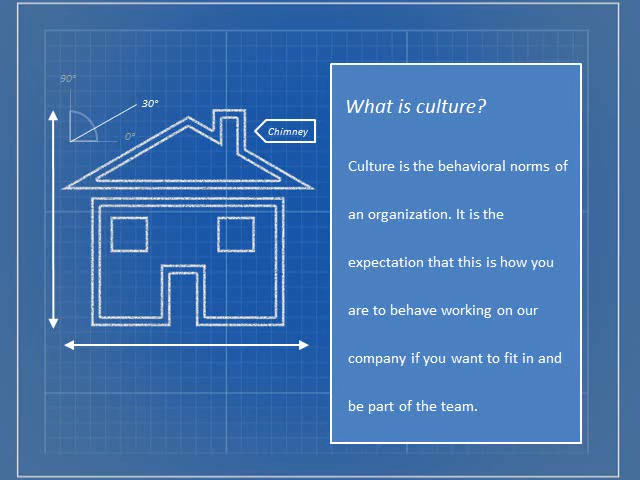 90°
30°
0°
Chimney
What is culture?
Culture is the behavioral norms of
an organization. It is the
expectation that this is how you
are to behave working on our
company if you want to fit in and
be part of the team.